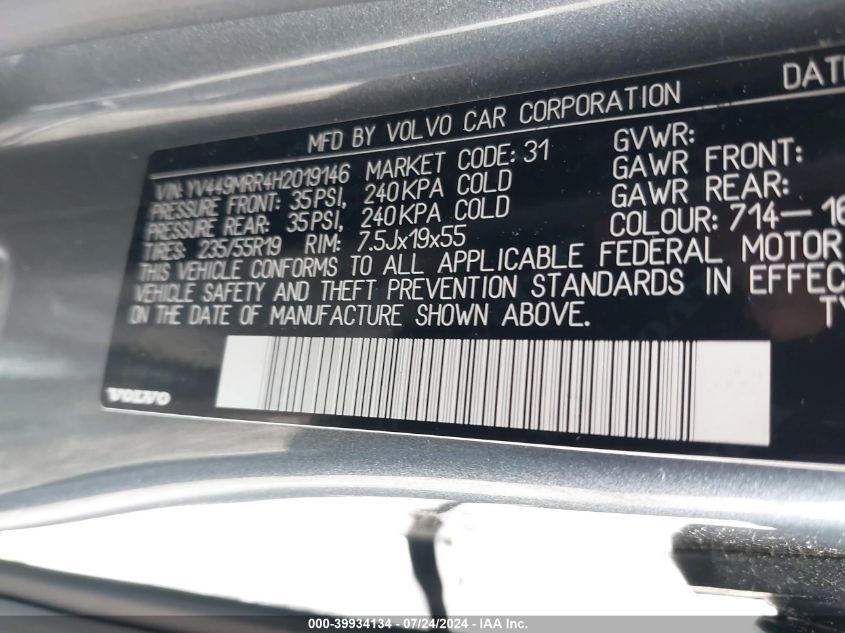 MFD BY VOLVO CAR CORPORATION
VIN: YV449MRR4H2019146 MARKET CODE: 31
PRESSURE FRONT: 35PSI, 240KPA COLD
PRESSURE REAR: 35PSI, 240KPA COLD
TIRES: 235/55R19 RIM: 7.5Jx19x55
GVWR:
GAWR FRONT:
GAWR REAR:
COLOUR: 714—
THIS VEHICLE CONFORMS TO ALL APPLICABLE FEDERAL MOTOR
VEHICLE SAFETY AND THEFT PREVENTION STANDARDS IN EFFEC
ON THE DATE OF MANUFACTURE SHOWN ABOVE.
VOLVO
000-39934134 - 07/24/2024 - IAA Inc.